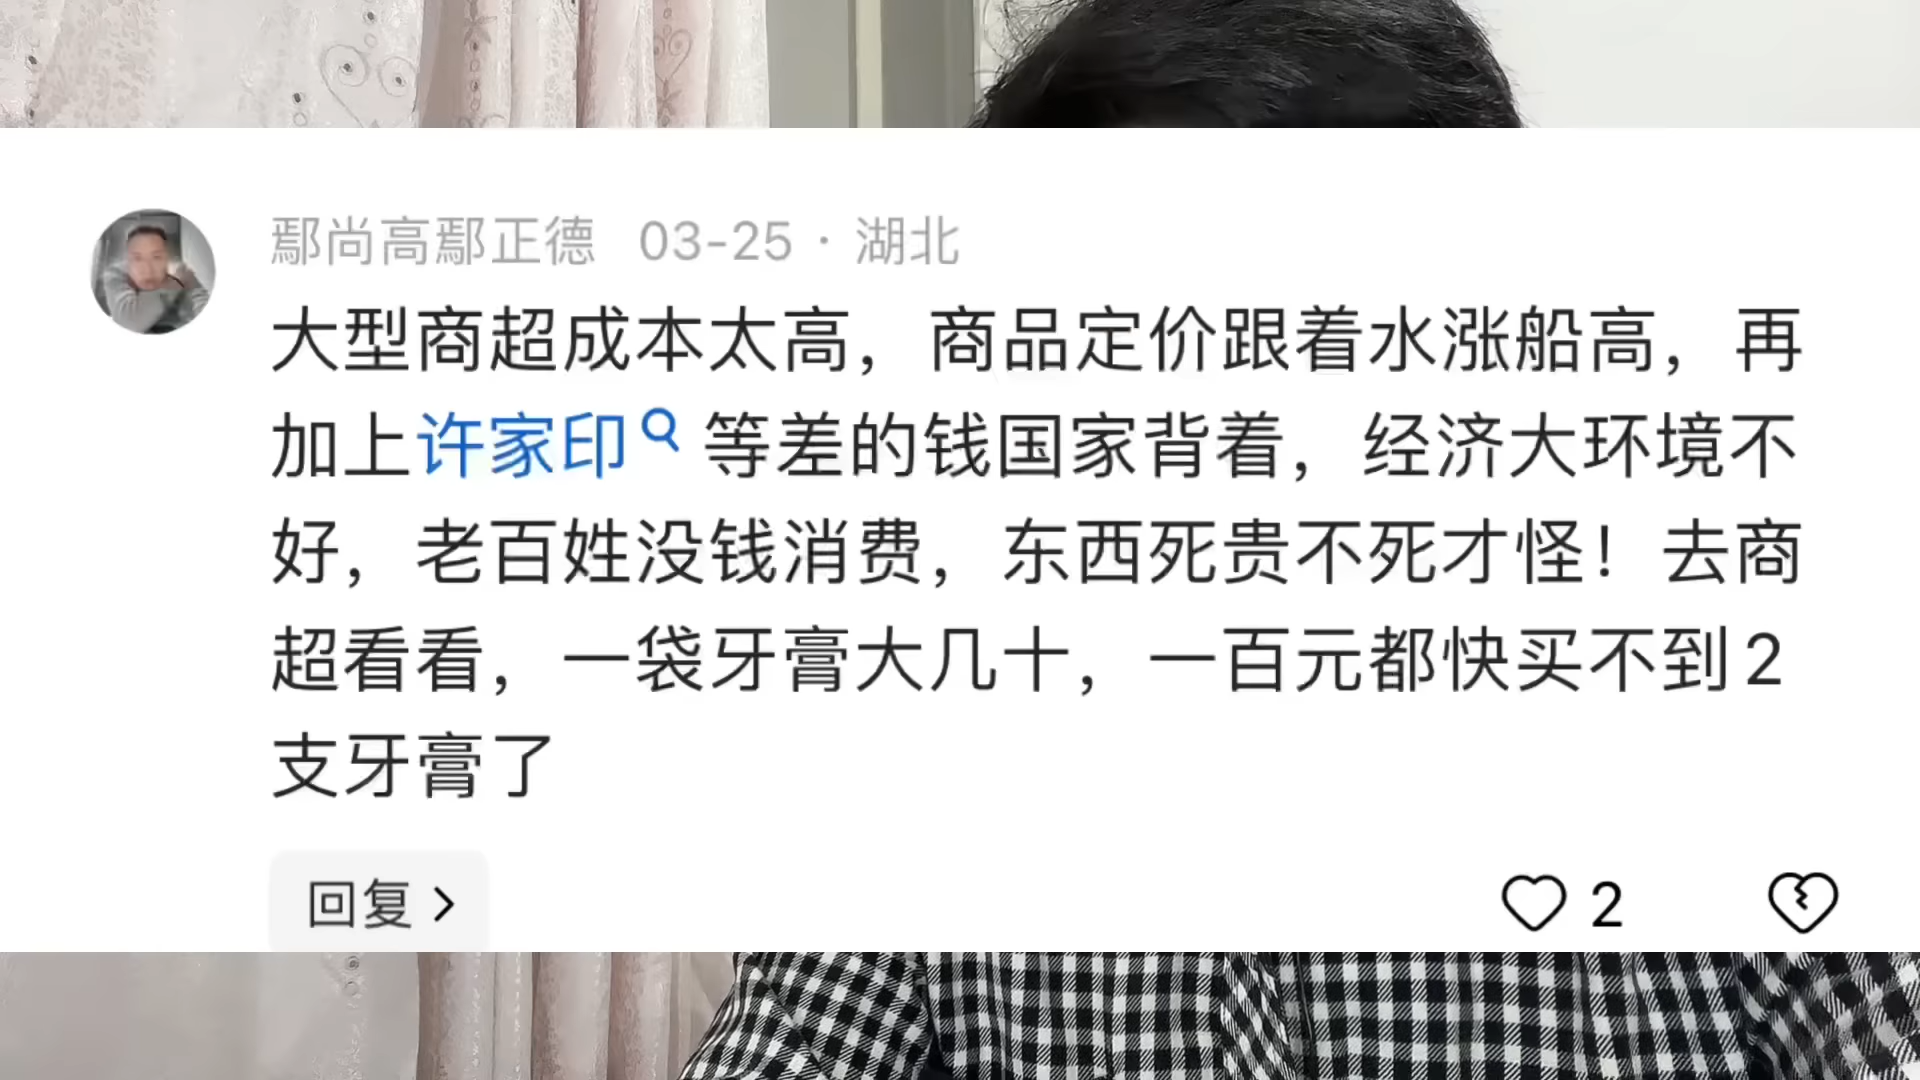 鄢尚高鄢正德 03-25 · 湖北
大型商超成本太高，商品定价跟着水涨船高，再
加上许家印 等差的钱国家背着，经济大环境不
好，老百姓没钱消费，东西死贵不死才怪！去商
超看看，一袋牙膏大几十，一百元都快买不到2
支牙膏了
回复
2